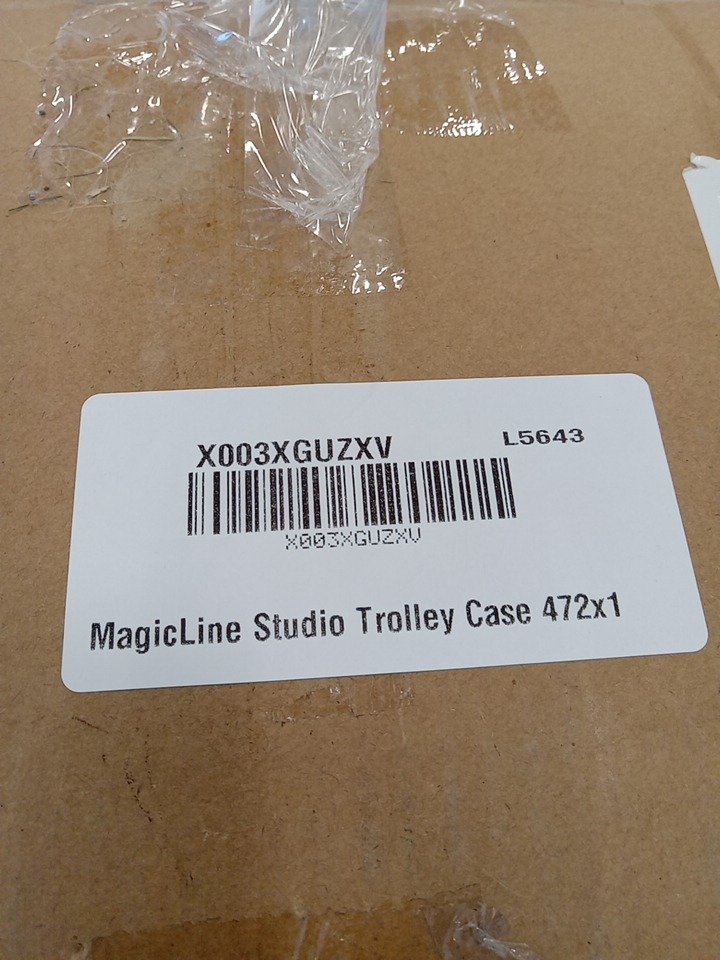 X003XGUZXV L5643
X003XGUZXV
MagicLine Studio Trolley Case 472x1